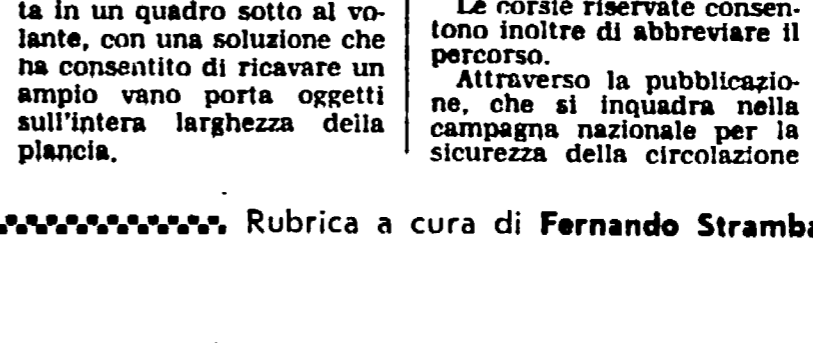 ta in un quadro sotto al vo-
lante, con una soluzione che
ha consentito di ricavare un
ampio vano porta oggetti
sull'intera larghezza della
plancia.
Le corsie riservate consen-
tono inoltre di abbreviare il
percorso.
Attraverso la pubblicazio-
ne, che si inquadra nella
campagna nazionale per la
sicurezza della circolazione
Rubrica a cura di Fernando Stramba